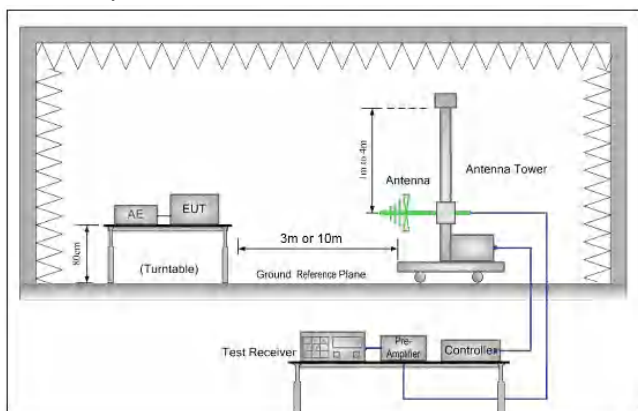 1m to 4m
Antenna
Antenna Tower
AE
EUT
80cm
(Turntable)
3m or 10m
Ground Reference Plane
Test Receiver
Pre-
Amplifier
Controller